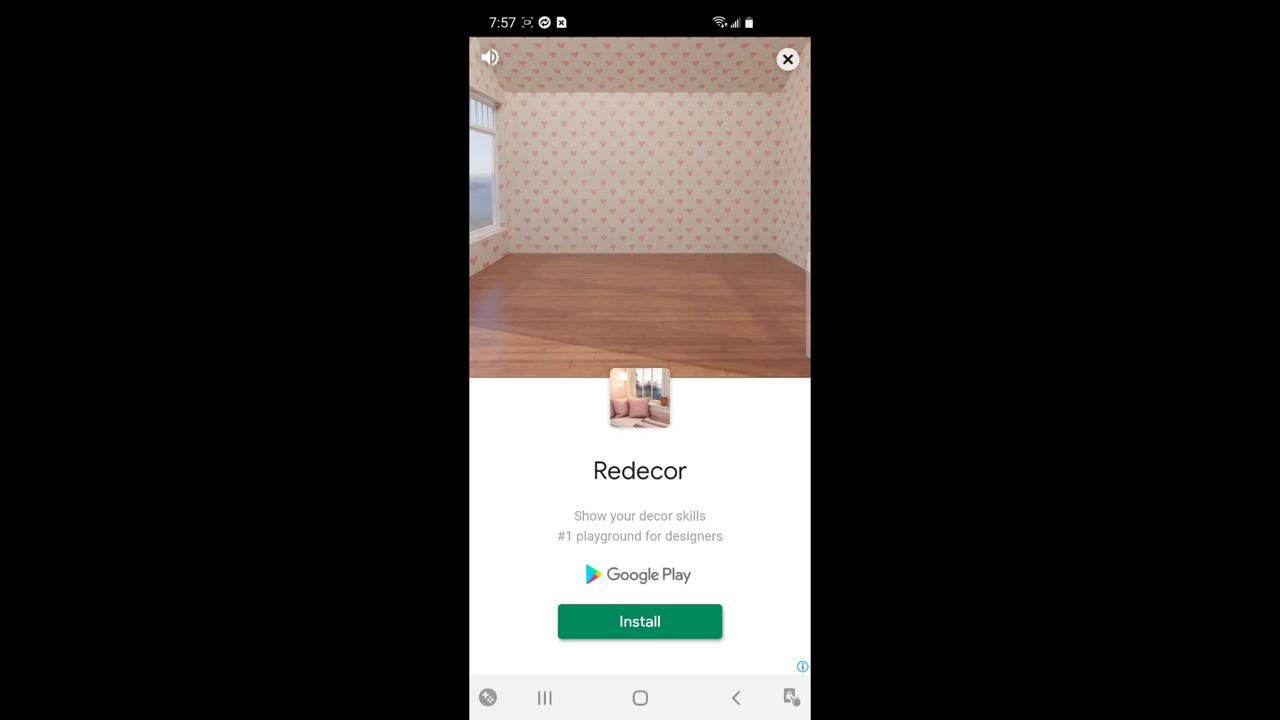 7:57
Redecor
Show your decor skills
#1 playground for designers
Google Play
Install